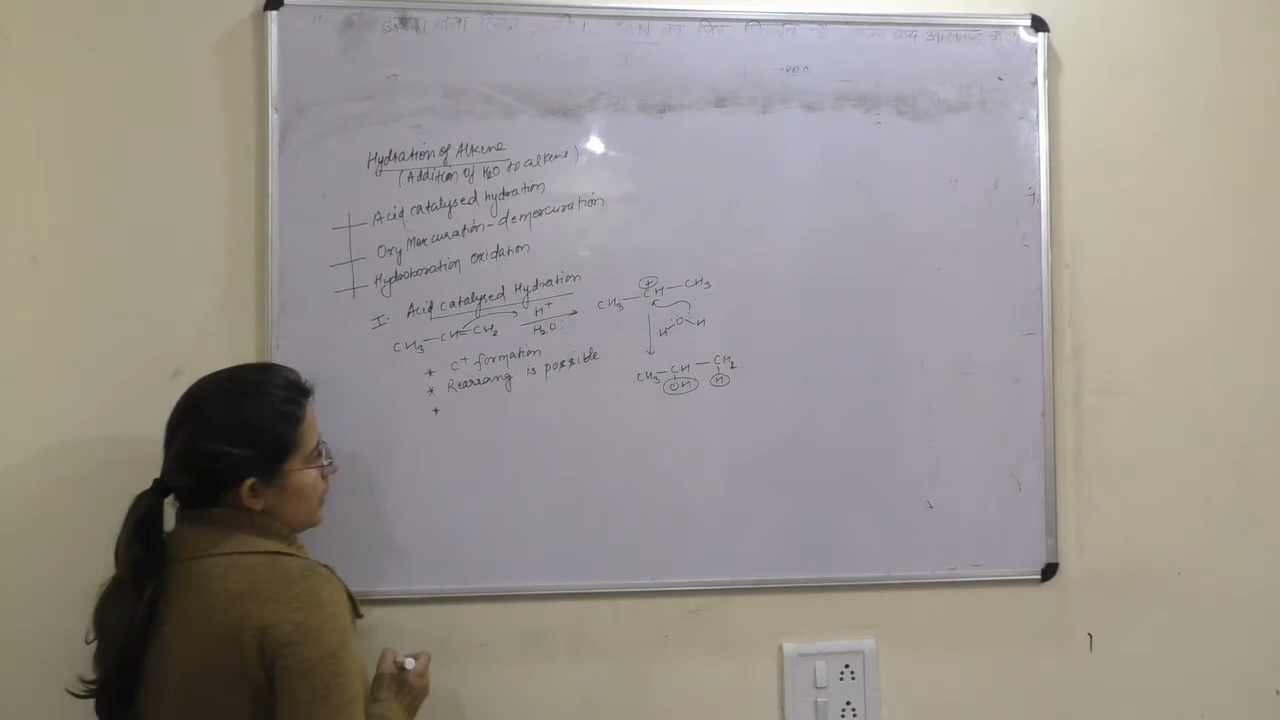 Hydration of Alkene
(Addition of H2O to alkene)
Acid catalysed hydration
Oxy Mercuration-demercuration
Hydroboration oxidation
I. Acid catalysed Hydration
CH3-CH=CH2 H+ H2O:
CH3-CH-CH3
+
H O H
CH3-CH-CH2
OH H
* C+ formation
* Rearrang is possible
*